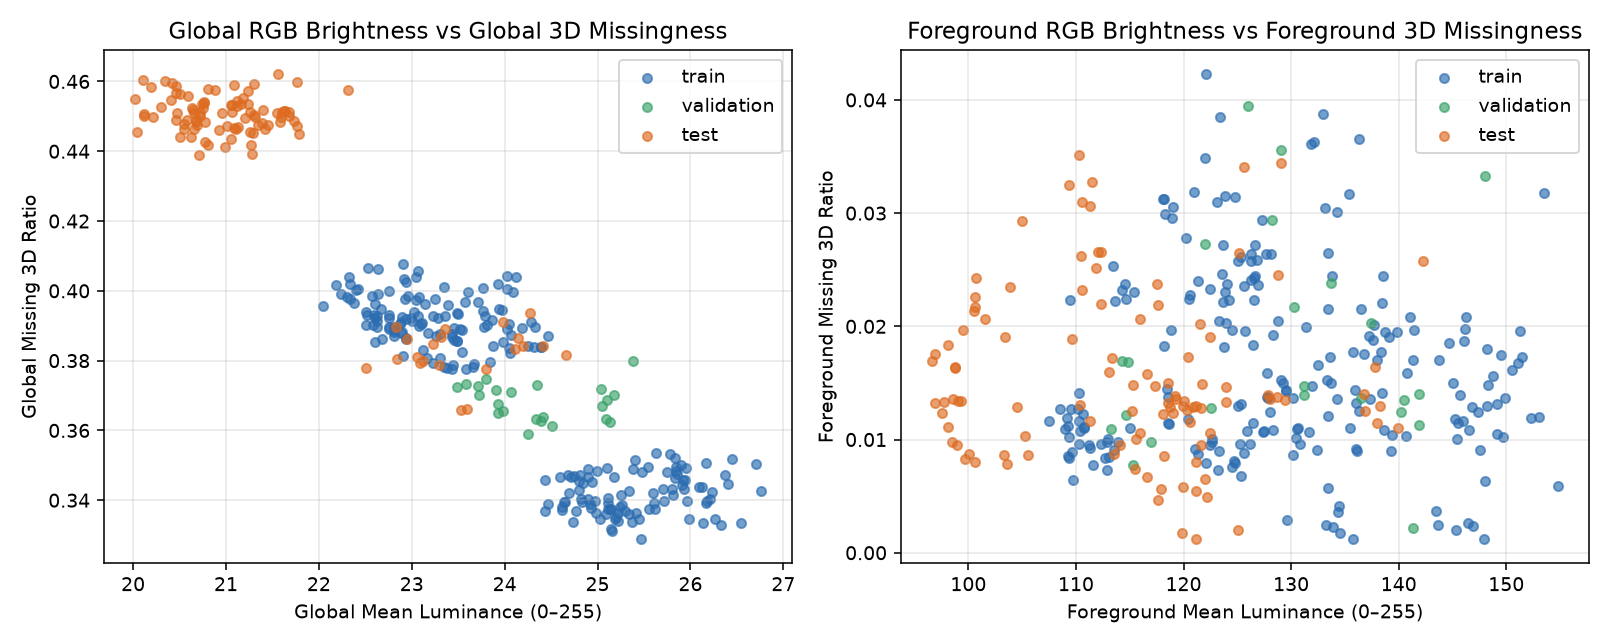 Global RGB Brightness vs Global 3D Missingness
Global Missing 3D Ratio
0.46
0.44
0.42
0.40
0.38
0.36
0.34
train
validation
test
20
21
22
23
24
25
26
27
Global Mean Luminance (0–255)
Foreground RGB Brightness vs Foreground 3D Missingness
Foreground Missing 3D Ratio
0.04
0.03
0.02
0.01
0.00
train
validation
test
100
110
120
130
140
150
Foreground Mean Luminance (0–255)